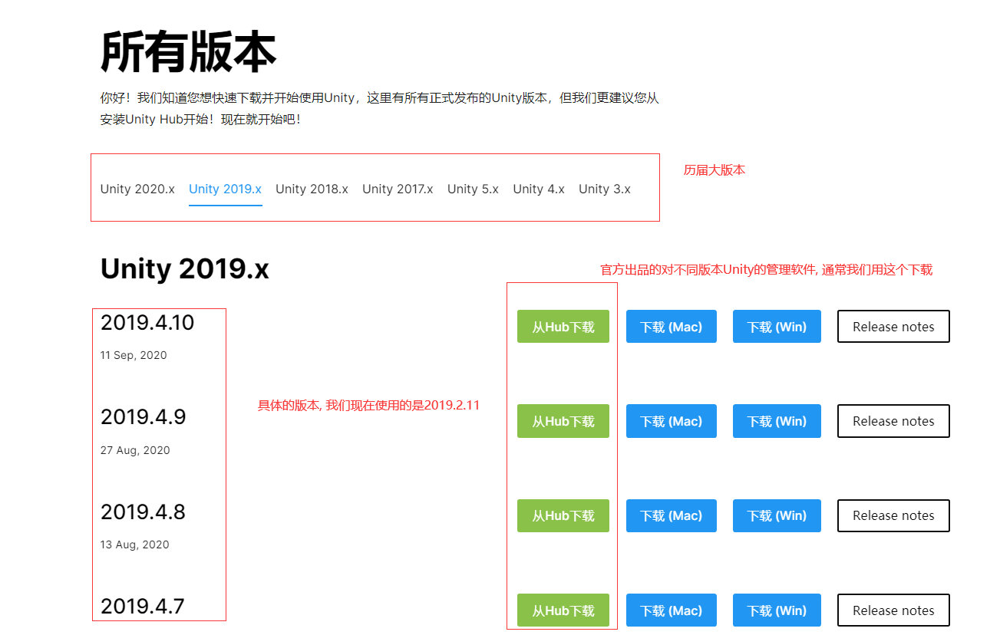 所有版本
你好！我们知道您想快速下载并开始使用Unity，这里有所有正式发布的Unity版本，但我们更建议您从
安装Unity Hub开始！现在就开始吧！
历届大版本
Unity 2020.x Unity 2019.x Unity 2018.x Unity 2017.x Unity 5.x Unity 4.x Unity 3.x
Unity 2019.x
官方出品的对不同版本Unity的管理软件, 通常我们用这个下载
2019.4.10 从Hub下载 下载 (Mac) 下载 (Win) Release notes
11 Sep, 2020
具体的版本, 我们现在使用的是2019.2.11
2019.4.9 从Hub下载 下载 (Mac) 下载 (Win) Release notes
27 Aug, 2020
2019.4.8 从Hub下载 下载 (Mac) 下载 (Win) Release notes
13 Aug, 2020
2019.4.7 从Hub下载 下载 (Mac) 下载 (Win) Release notes